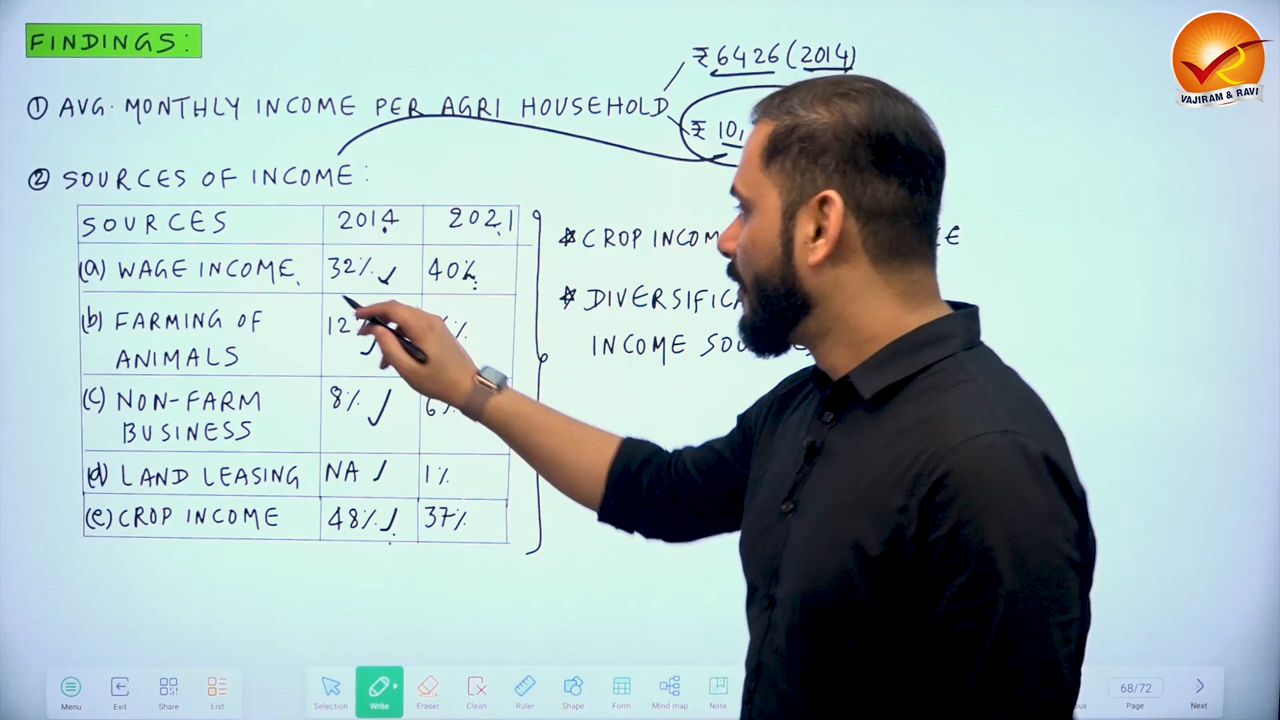 FINDINGS:
₹6426 (2014)
① AVG. MONTHLY INCOME PER AGRI HOUSEHOLD
₹ 10,
② SOURCES OF INCOME:
SOURCES 2014 2021
(a) WAGE INCOME 32% 40%
(b) FARMING OF
ANIMALS
(c) NON-FARM 8%
BUSINESS
(d) LAND LEASING NA 1%
(e) CROP INCOME 48% 37%
* CROP
* 
INCOME
VAJIRAM & RAVI
Menu Exit Share List Selection Write Eraser Clean Ruler Shape Form Mind map Note Page Next
68/72